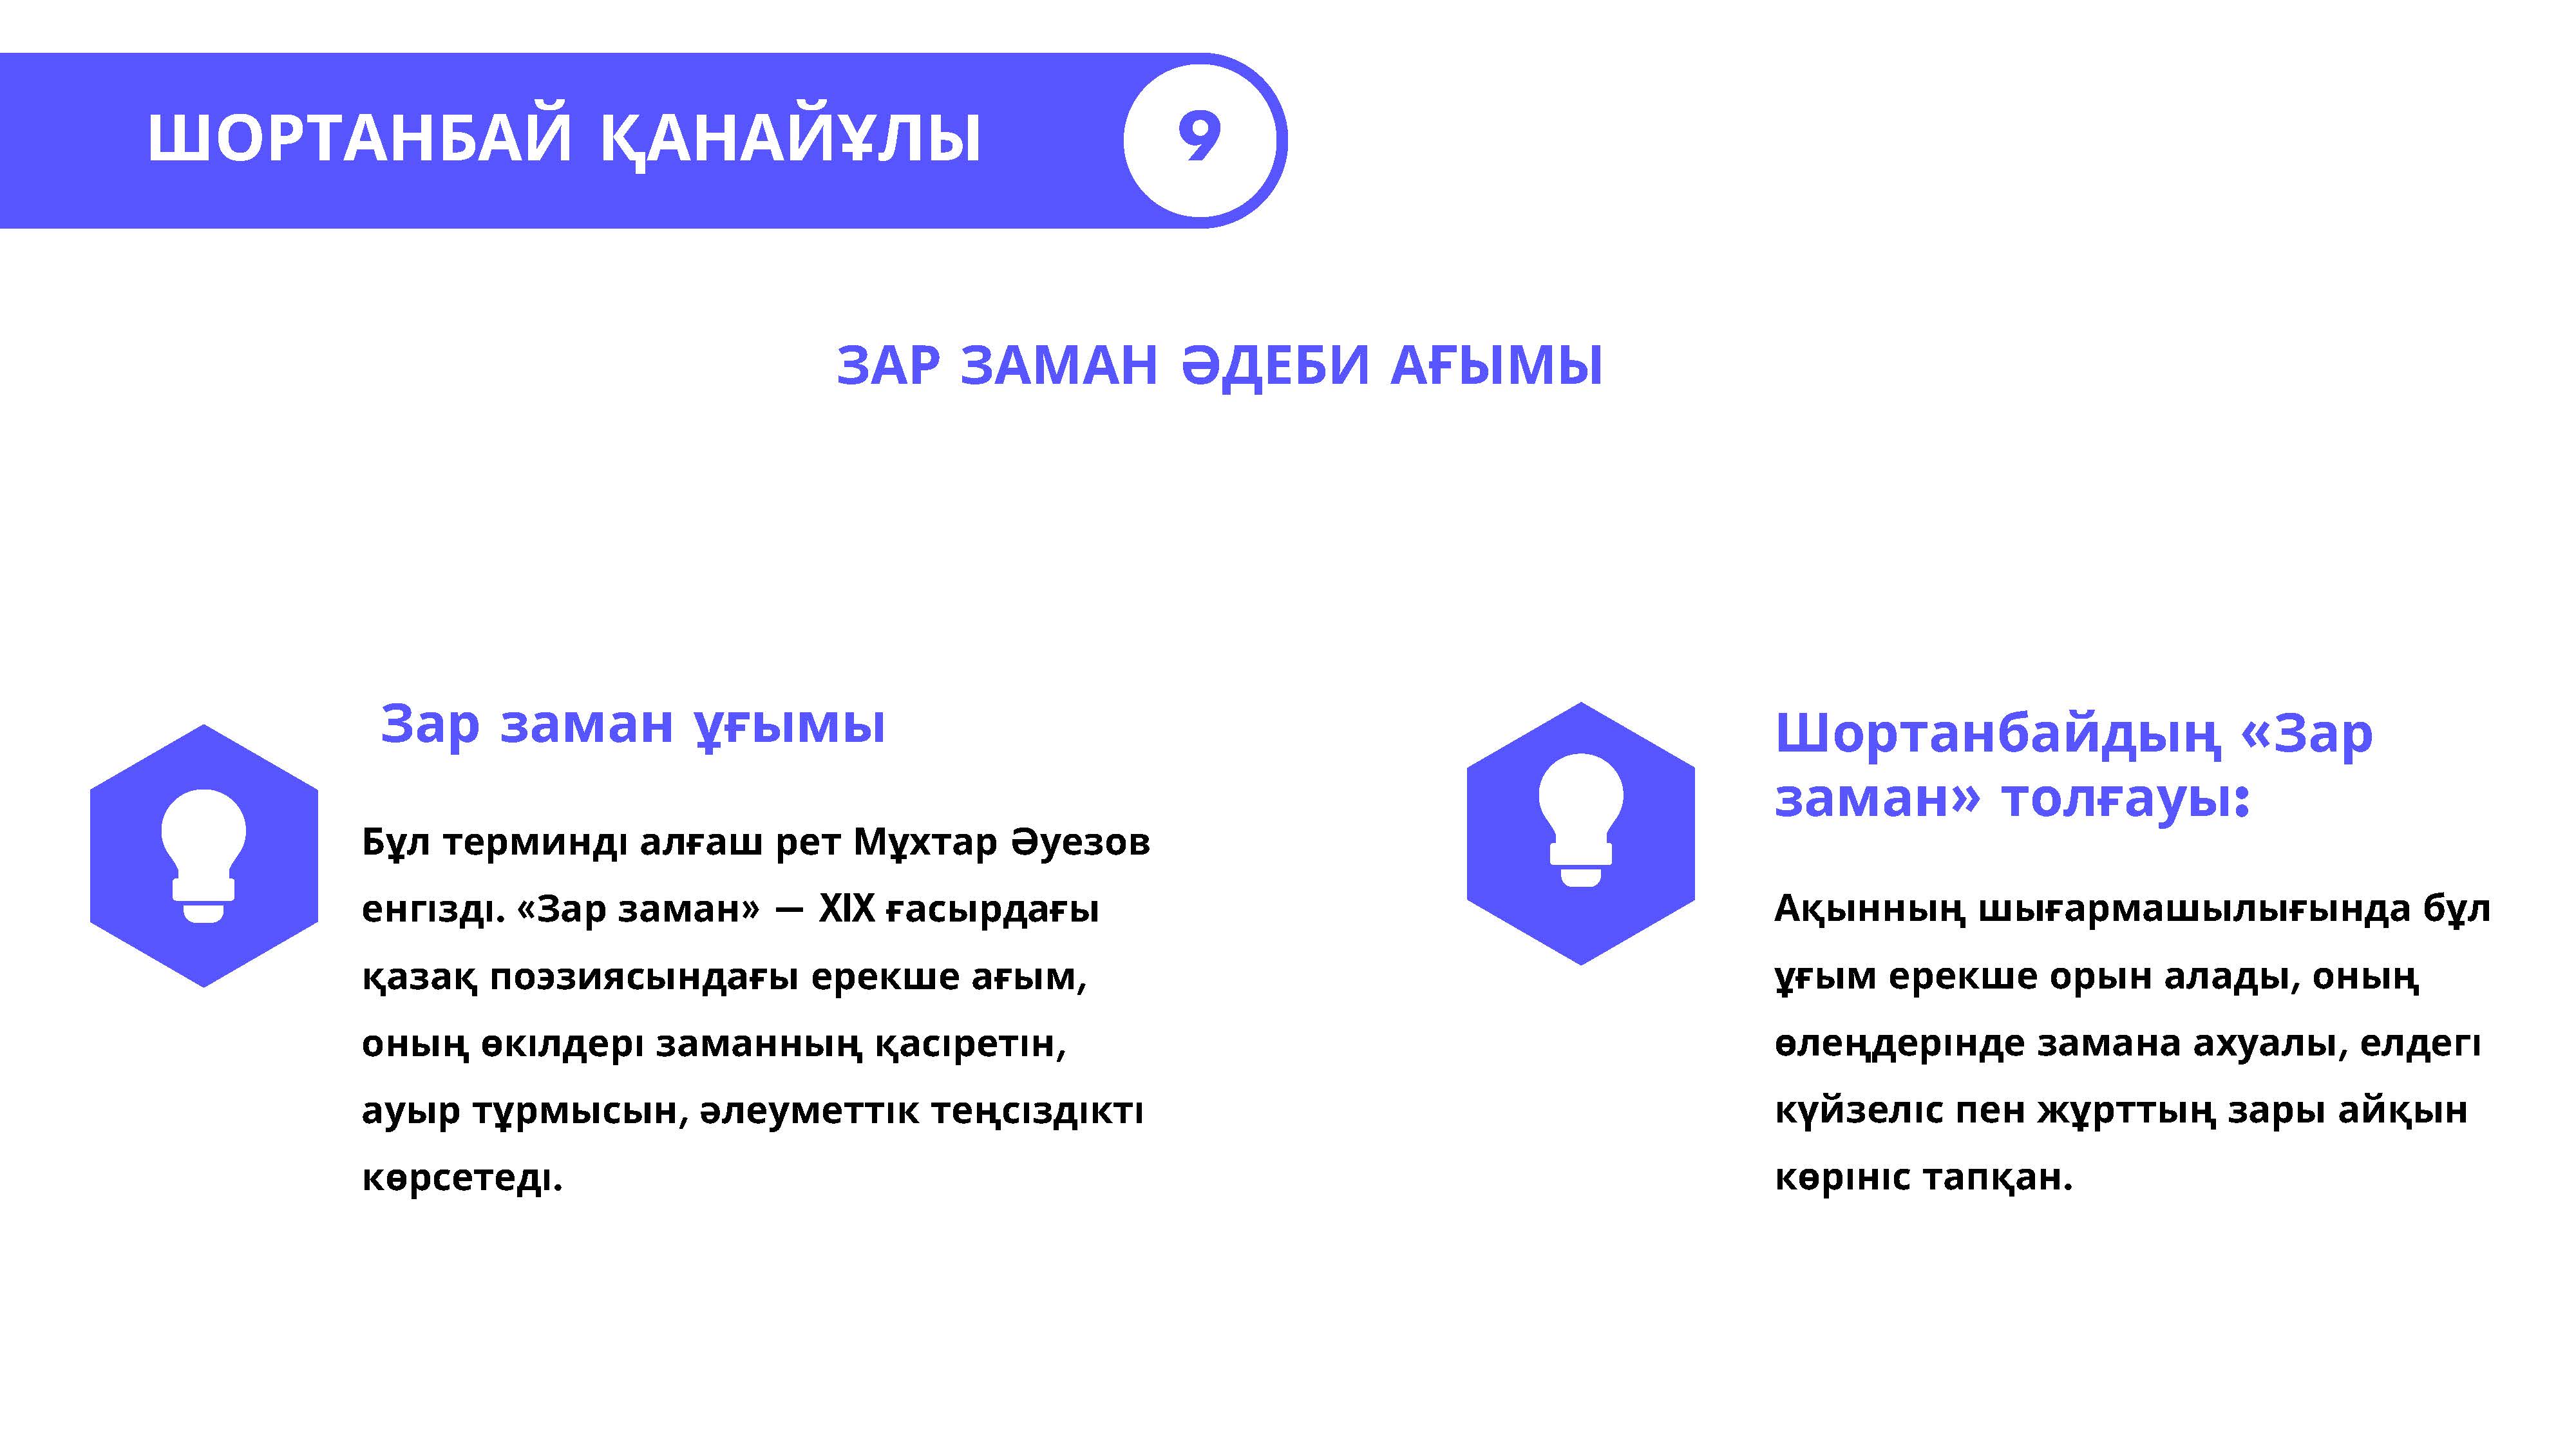 ШОРТАНБАЙ ҚАНАЙҰЛЫ
9
ЗАР ЗАМАН ӘДЕБИ АҒЫМЫ
Зар заман ұғымы
Бұл терминді алғаш рет Мұхтар Әуезов
енгізді. «Зар заман» — XIX ғасырдағы
қазақ поэзиясындағы ерекше ағым,
оның өкілдері заманның қасіретін,
ауыр тұрмысын, әлеуметтік теңсіздікті
көрсетеді.
Шортанбайдың «Зар
заман» толғауы:
Ақынның шығармашылығында бұл
ұғым ерекше орын алады, оның
өлеңдерінде замана ахуалы, елдегі
күйзеліс пен жұрттың зары айқын
көрініс тапқан.